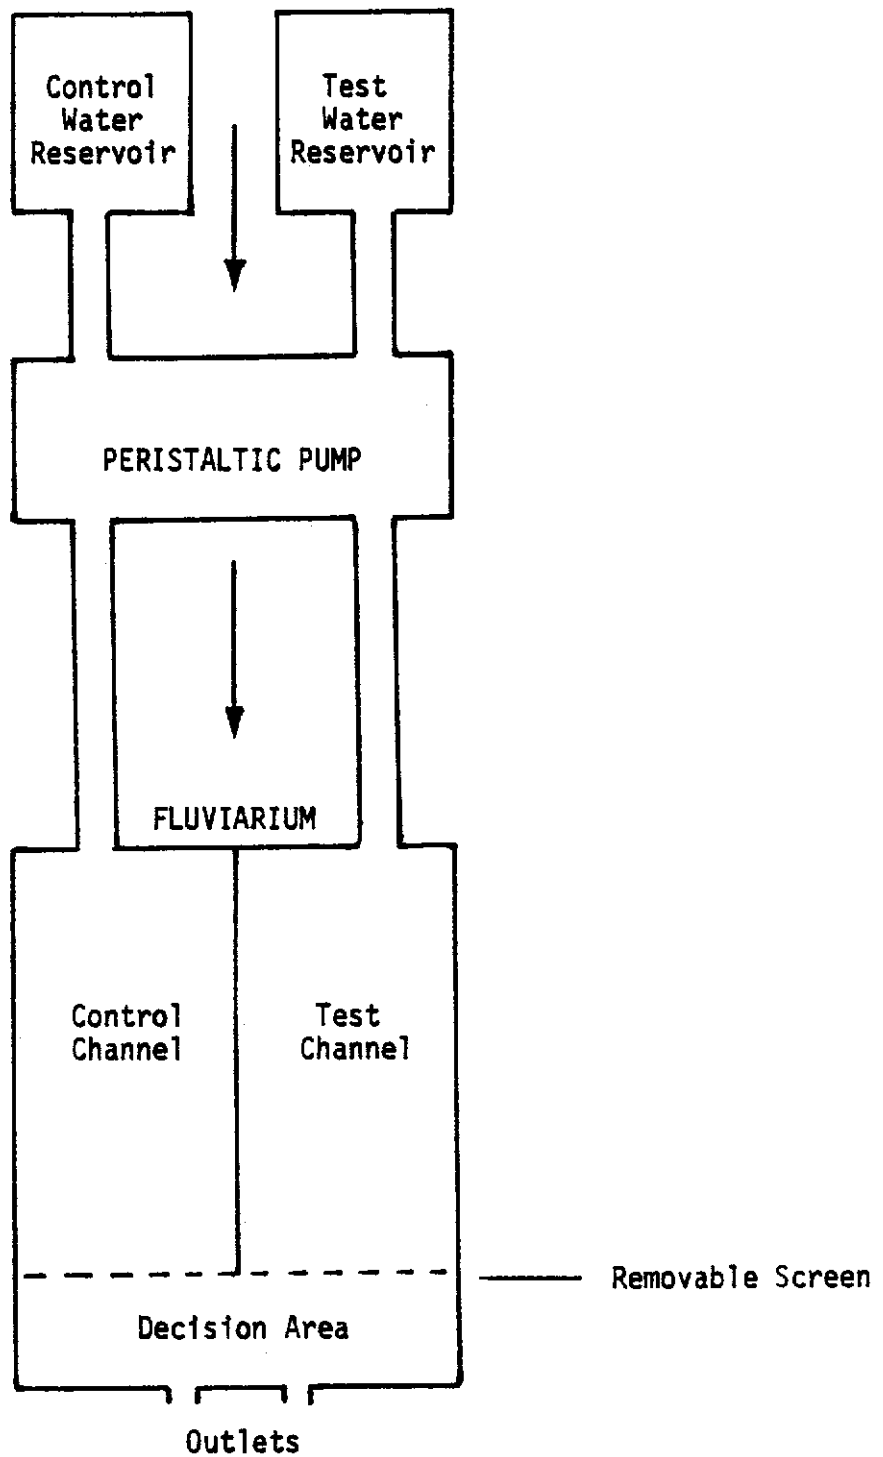 Control
Water
Reservoir
Test
Water
Reservoir
PERISTALTIC PUMP
FLUVIARIUM
Control
Channel
Test
Channel
Removable Screen
Decision Area
Outlets